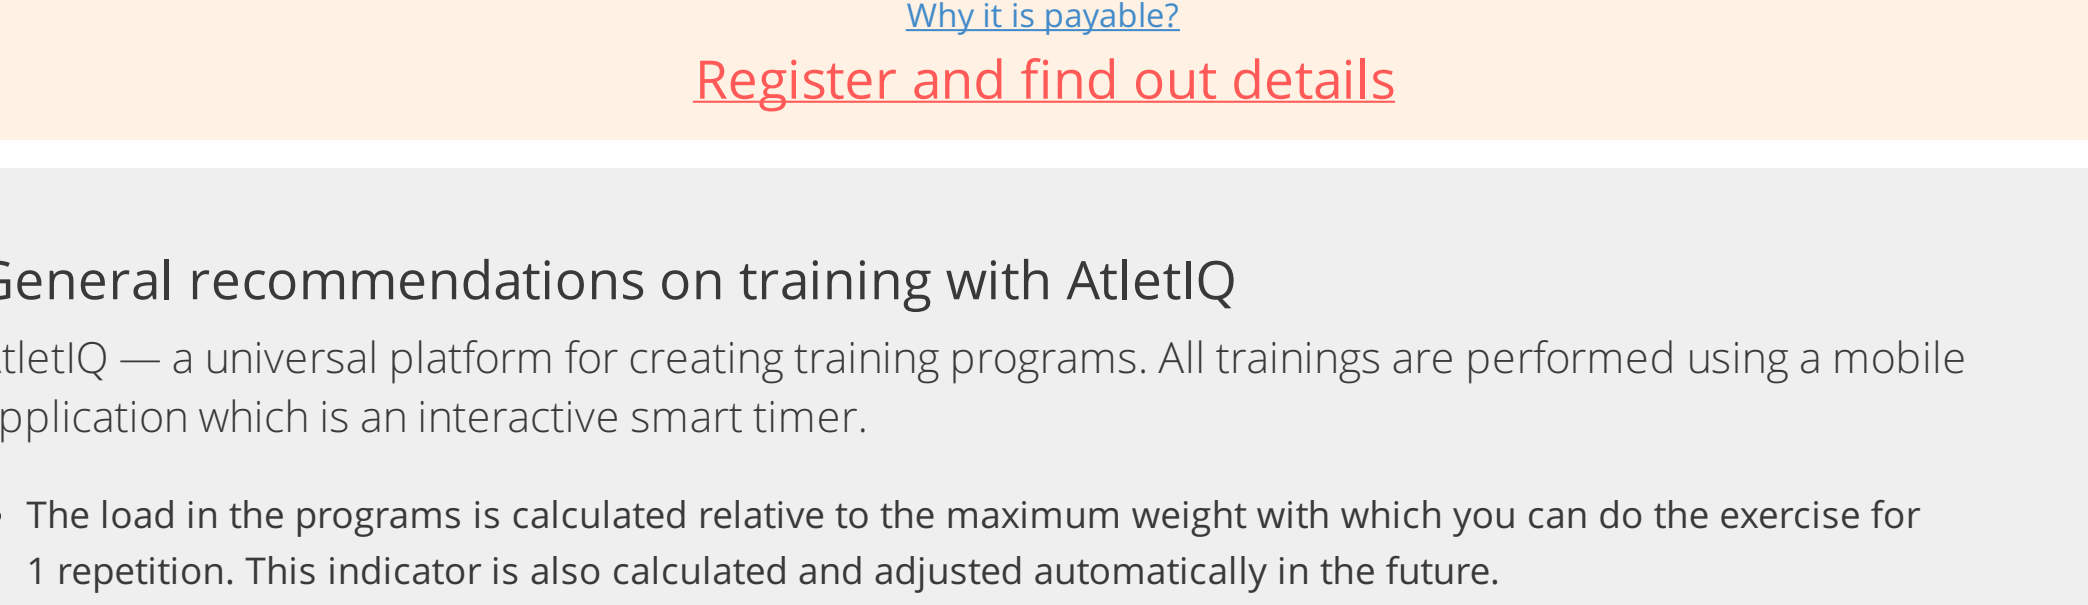 Why it is payable?
Register and find out details
General recommendations on training with AtletIQ
AtletIQ — a universal platform for creating training programs. All trainings are performed using a mobile
application which is an interactive smart timer.
• The load in the programs is calculated relative to the maximum weight with which you can do the exercise for
1 repetition. This indicator is also calculated and adjusted automatically in the future.